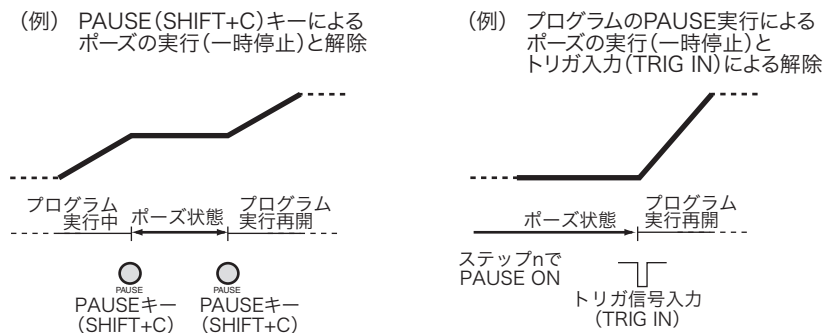 （例） PAUSE（SHIFT+C）キーによる
ポーズの実行（一時停止）と解除
プログラム
実行中
ポーズ状態
プログラム
実行再開
PAUSE
PAUSE
PAUSEキー
（SHIFT+C）
PAUSEキー
（SHIFT+C）
（例） プログラムのPAUSE実行による
ポーズの実行（一時停止）と
トリガ入力（TRIG IN）による解除
ポーズ状態
プログラム
実行再開
ステップnで
PAUSE ON
トリガ信号入力
（TRIG IN）